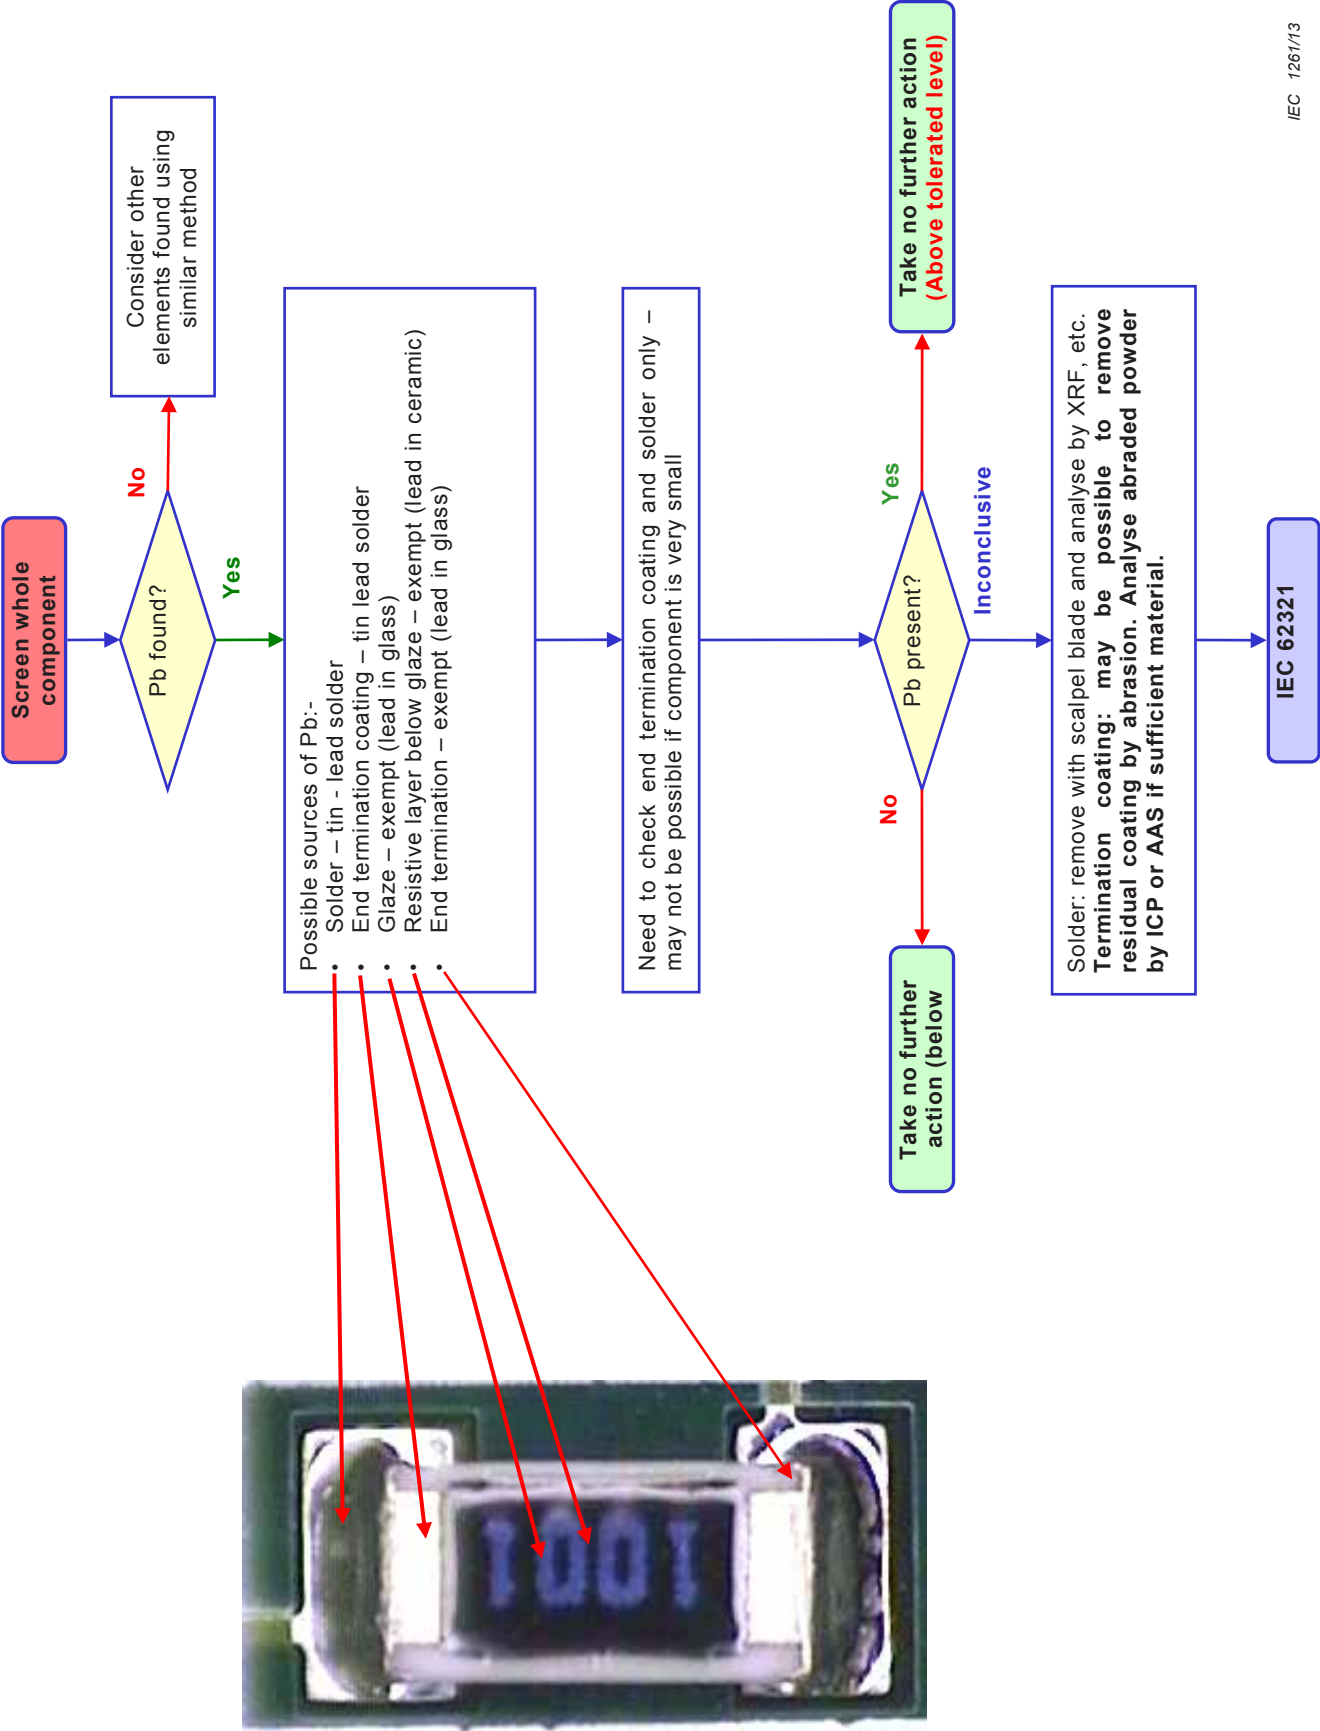 Screen whole
component
Pb found?
No
Consider other
elements found using
similar method
Yes
Possible sources of Pb:-
• Solder – tin - lead solder
• End termination coating – tin lead solder
• Glaze – exempt (lead in glass)
• Resistive layer below glaze – exempt (lead in ceramic)
• End termination – exempt (lead in glass)
Need to check end termination coating and solder only –
may not be possible if component is very small
Pb present?
No
Take no further
action (below
Yes
Take no further action
(Above tolerated level)
Inconclusive
Solder: remove with scalpel blade and analyse by XRF, etc.
Termination coating: may be possible to remove
residual coating by abrasion. Analyse abraded powder
by ICP or AAS if sufficient material.
IEC 62321
1001
IEC 1261/13